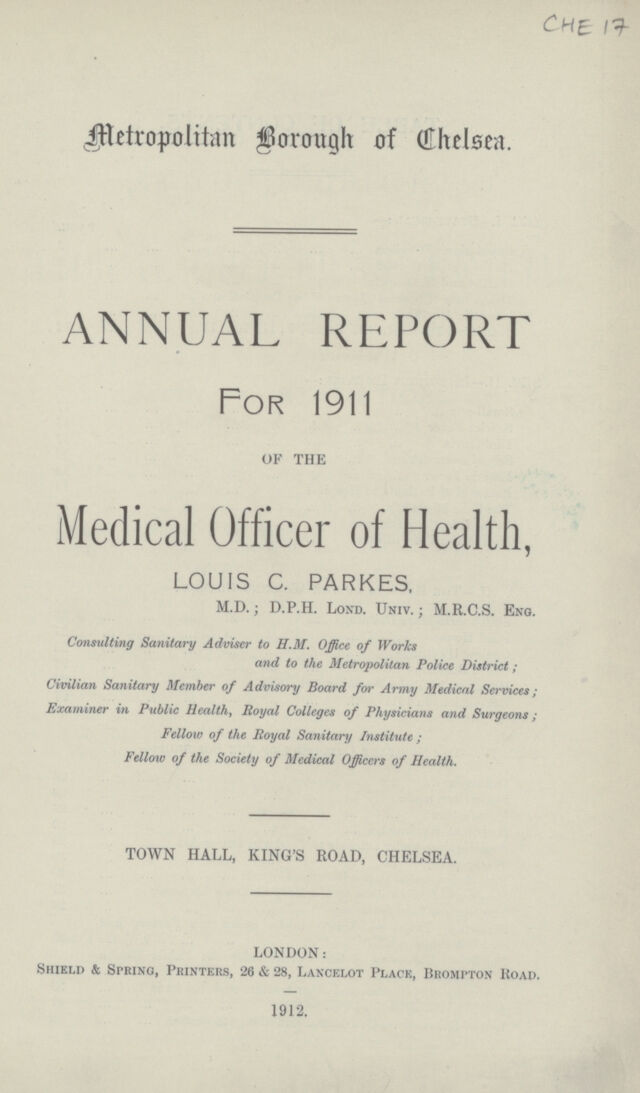 CHE 17
Metropolitan Borough of Chelsea.
ANNUAL REPORT
FOR 1911
OF THE
Medical Officer of Health,
LOUIS C. PARKES,
M.D.; D.P.H. LOND. UNIV.; M.R.C.S. ENG.
Consulting Sanitary Adviser to H.M. Office of Works
and to the Metropolitan Police District;
Civilian Sanitary Member of Advisory Board for Army Medical Services;
Examiner in Public Health, Royal Colleges of Physicians and Surgeons;
Fellow of the Royal Sanitary Institute;
Fellow of the Society of Medical Officers of Health.
TOWN HALL, KING'S ROAD, CHELSEA.
LONDON:
SHIELD & SPRING, PRINTERS, 26 & 28, LANCELOT PLACE, BROMPTON ROAD.
1912.